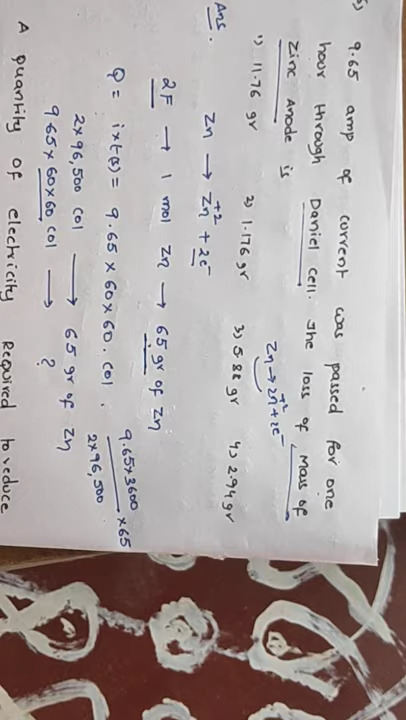 5) 9.65 amp of current was passed for one
hour through Daniel cell. The loss of Mass of
Zinc Anode is
Zn → Zn+2 + 2e-
1) 11.76 gr 2) 1.176 gr 3) 5.88 gr 4) 2.94 gr
Ans.
Zn → Zn+2 + 2e-
2F → 1 mol Zn → 65 gr of Zn
Q = i x t(s) = 9.65 x 60 x 60. col.
2 x 96,500 col → 65 gr of Zn
9.65 x 60 x 60 col → ?
9.65 x 3600
2 x 96,500
x 65
A quantity of electricity Required to reduce